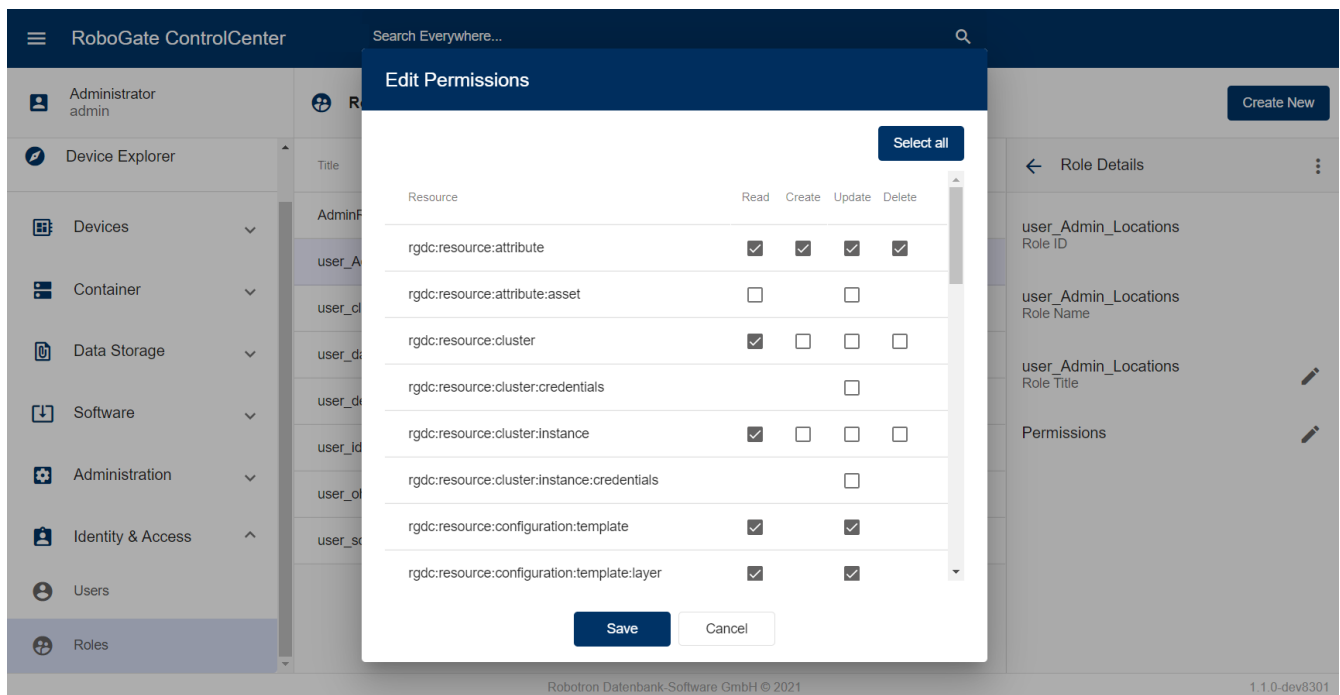 RoboGate ControlCenter
Search Everywhere...
Administrator
admin
Edit Permissions
Create New
Select all
Device Explorer
Title
Role Details
Resource Read Create Update Delete
Devices
user_Admin_Locations
Role ID
rgdc:resource:attribute
rgdc:resource:attribute:asset
Container
user_Admin_Locations
Role Name
rgdc:resource:cluster
Data Storage
user_Admin_Locations
Role Title
rgdc:resource:cluster:credentials
Software
rgdc:resource:cluster:instance
Permissions
Administration
rgdc:resource:cluster:instance:credentials
Identity & Access
rgdc:resource:configuration:template
rgdc:resource:configuration:template:layer
Users
Save Cancel
Roles
Robotron Datenbank-Software GmbH © 2021
1.1.0-dev8301